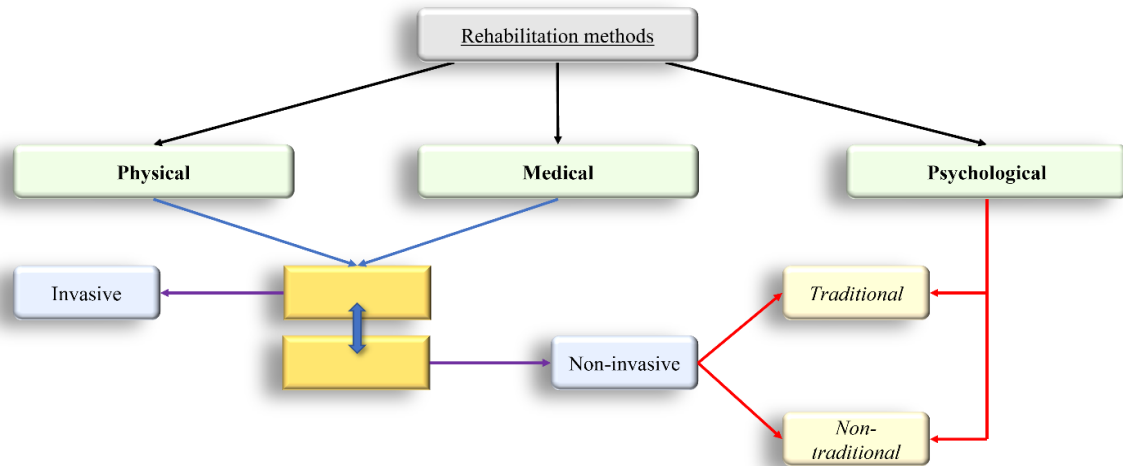 Rehabilitation methods
Physical
Medical
Psychological
Invasive
Traditional
Non-invasive
Non-
traditional